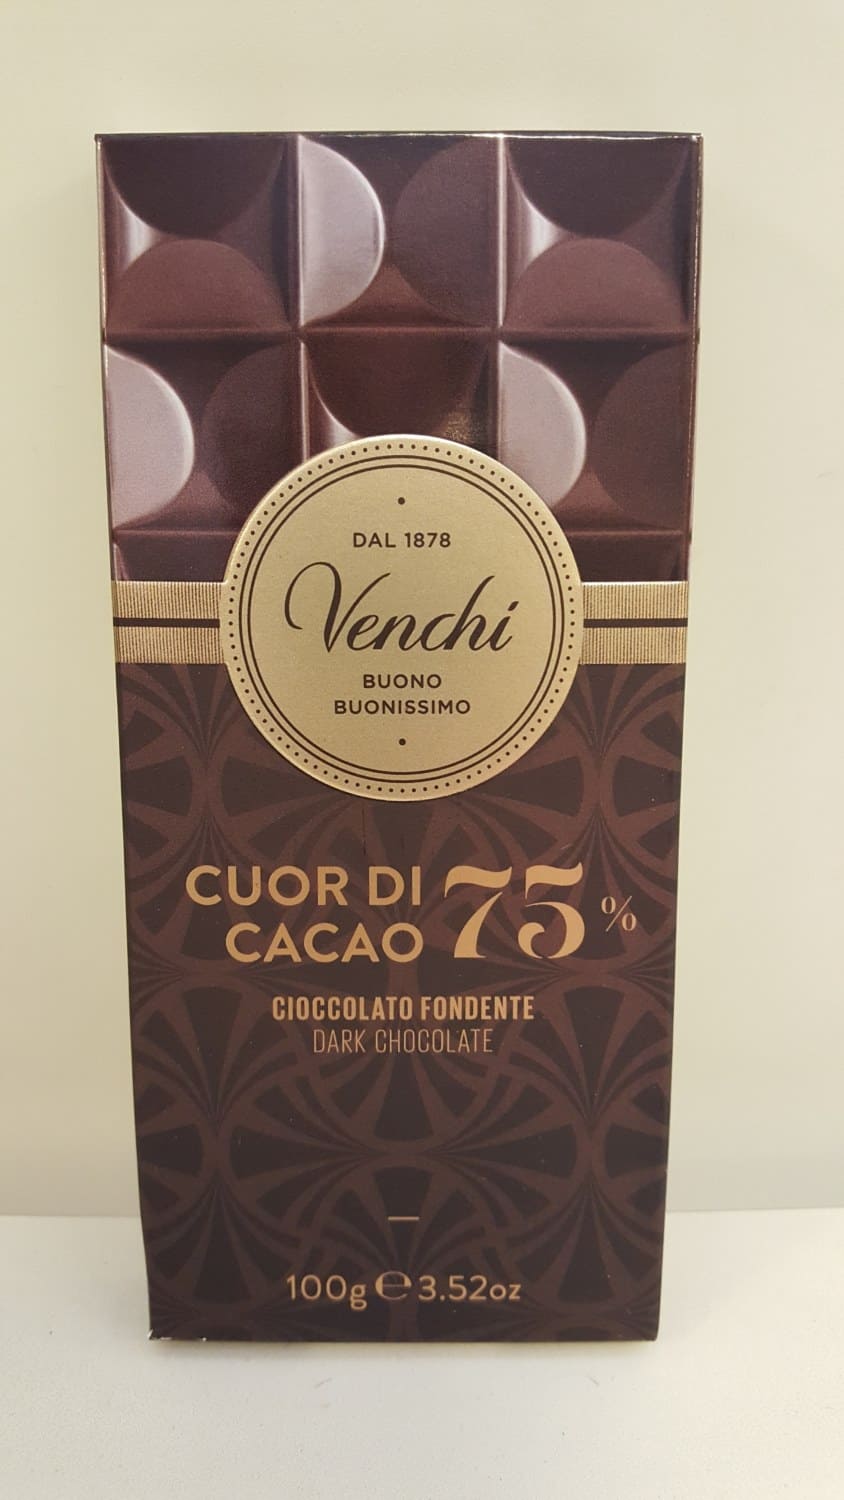 DAL 1878
Venchi
BUONO
BUONISSIMO
CUOR DI
CACAO 75%
CIOCCOLATO FONDENTE
DARK CHOCOLATE
100g ℮ 3.52oz